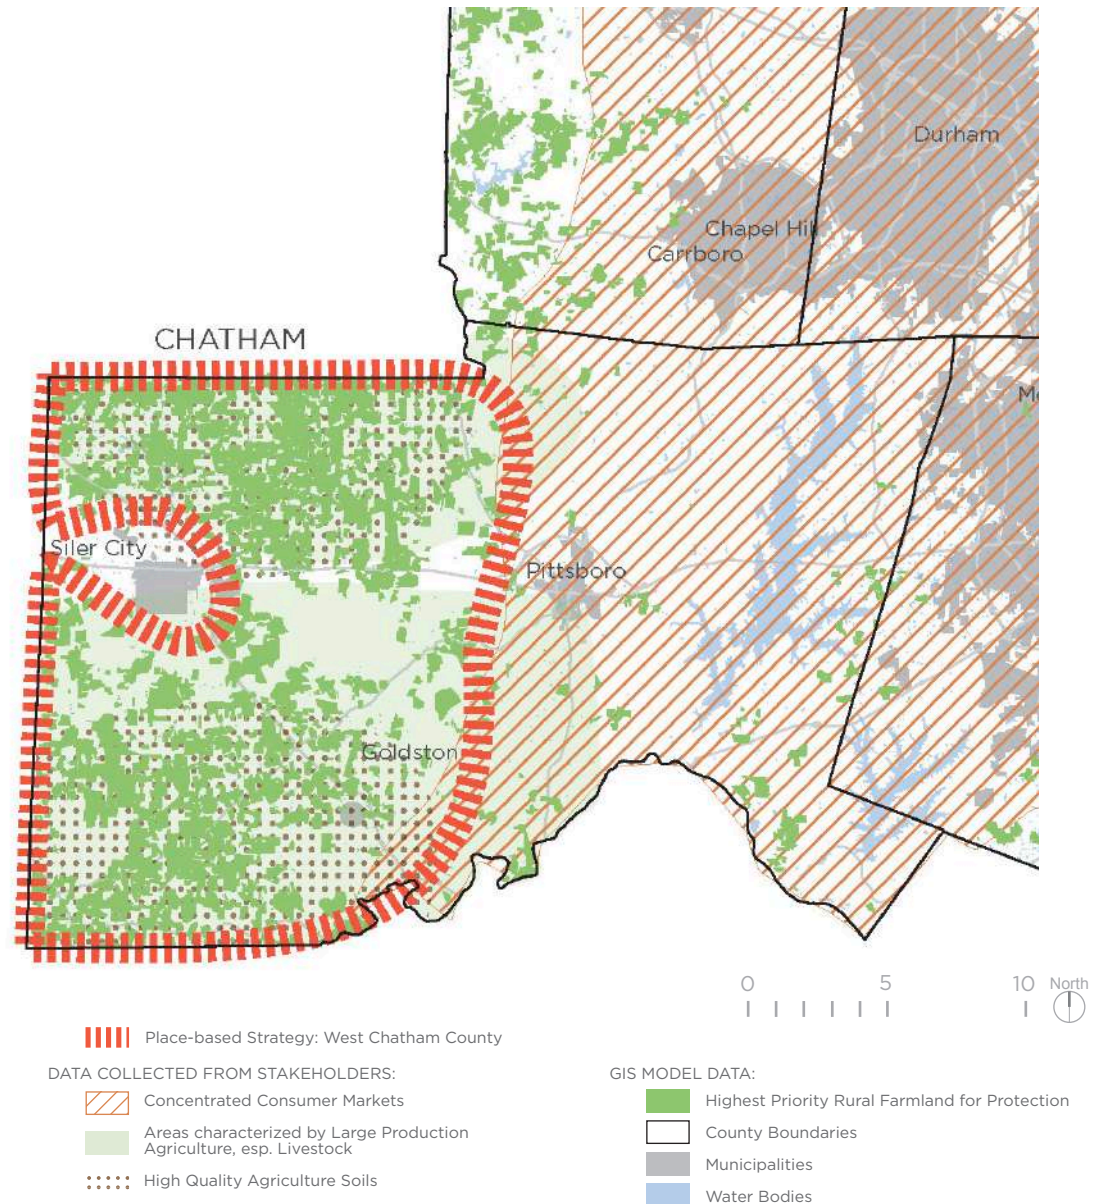 Durham
Chapel Hill
Carrboro
CHATHAM
Siler City
Pittsboro
Goldston
0 5 10 North
Place-based Strategy: West Chatham County
DATA COLLECTED FROM STAKEHOLDERS:
Concentrated Consumer Markets
Areas characterized by Large Production
Agriculture, esp. Livestock
High Quality Agriculture Soils
GIS MODEL DATA:
Highest Priority Rural Farmland for Protection
County Boundaries
Municipalities
Water Bodies